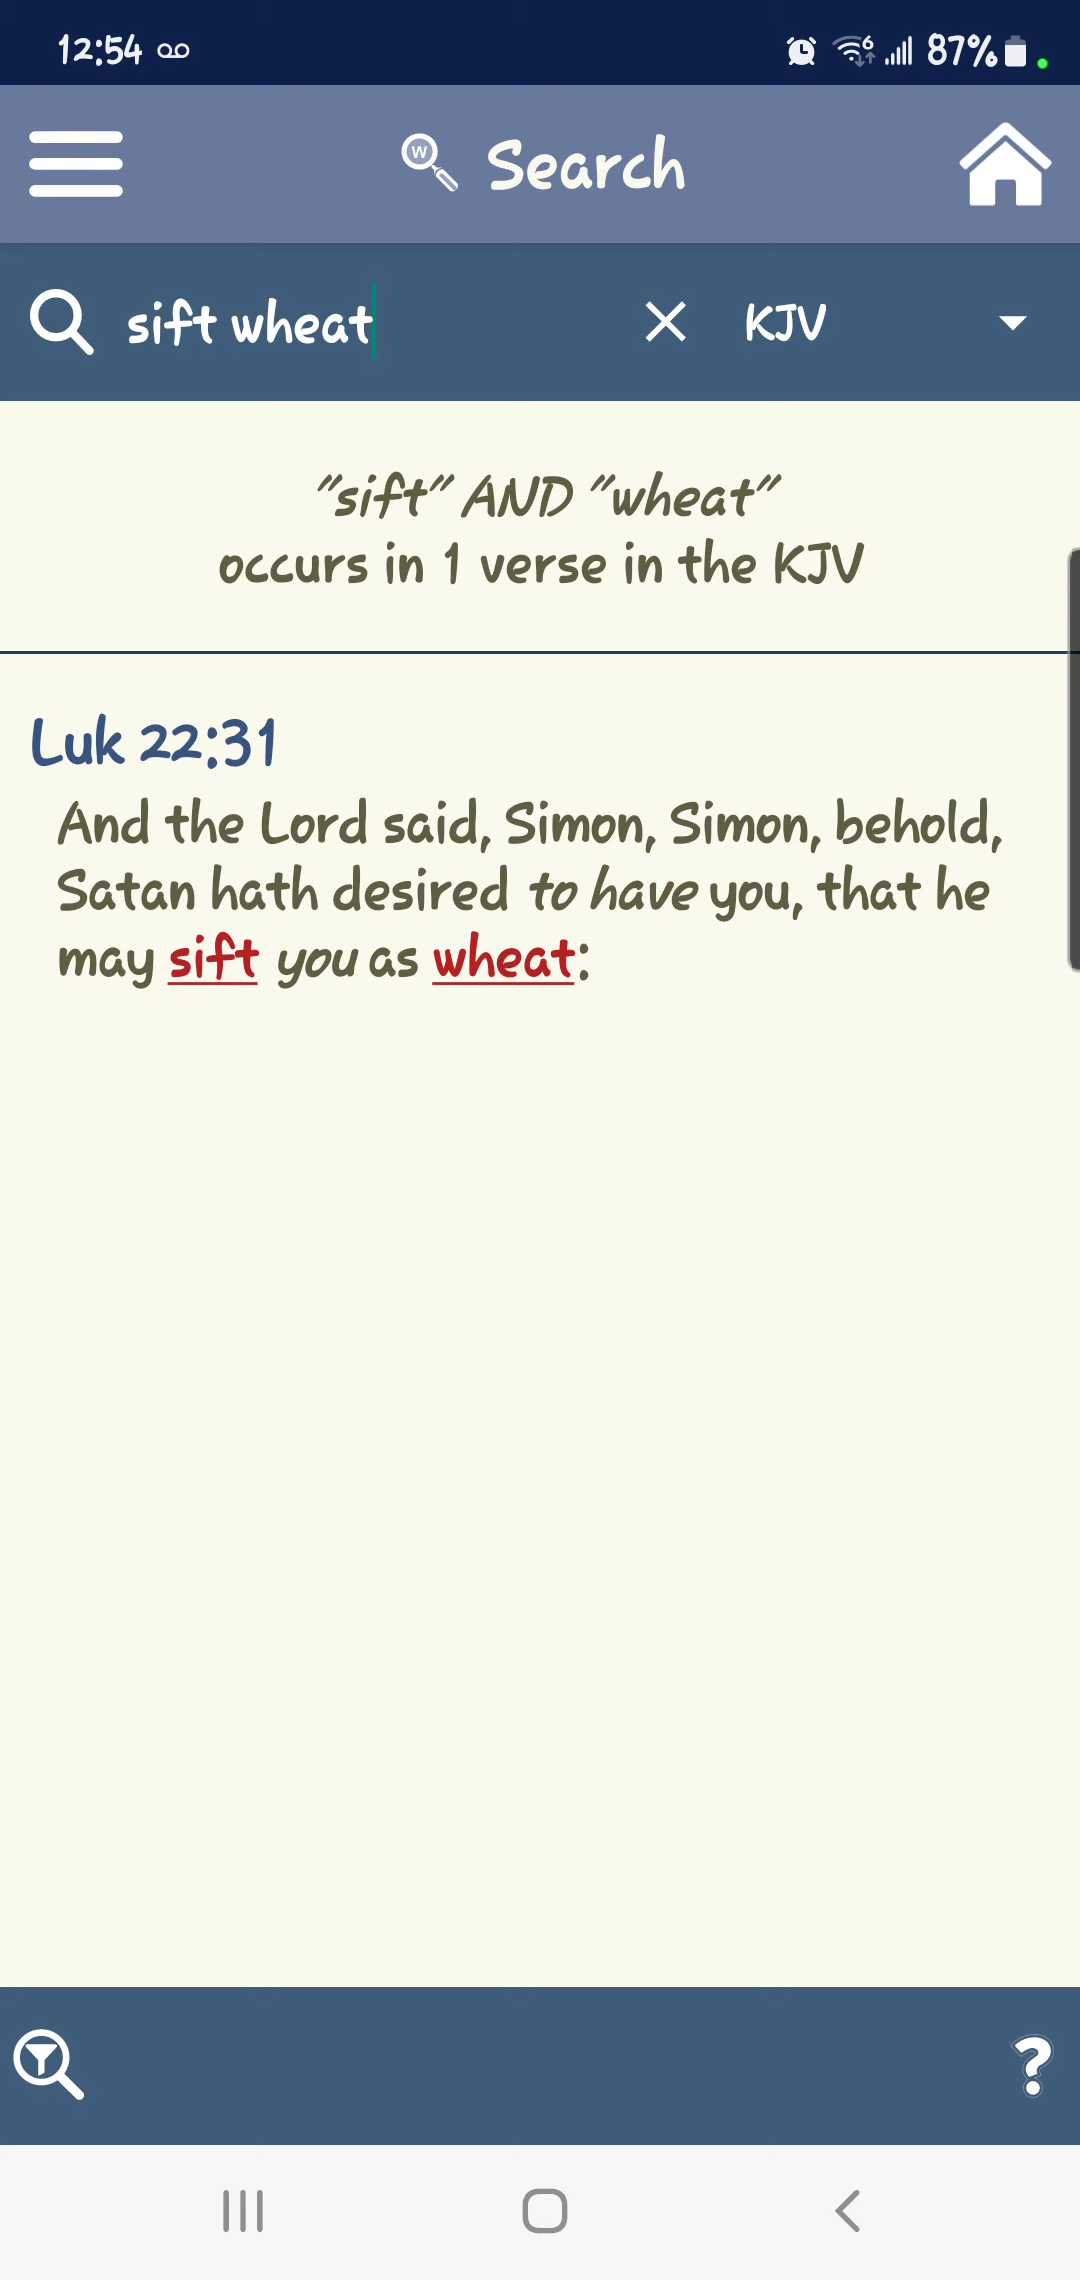 12:54
6 87%
W Search
sift wheat KJV
"sift" AND "wheat"
occurs in 1 verse in the KJV
Luk 22:31
And the Lord said, Simon, Simon, behold,
Satan hath desired to have you, that he
may sift you as wheat:
?